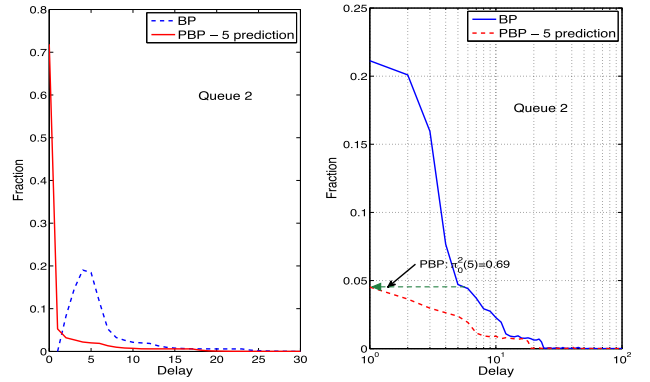 0.8
0.7
0.6
0.5
0.4
0.3
0.2
0.1
0
0 5 10 15 20 25 30
Fraction
Delay
BP
PBP − 5 prediction
Queue 2
0.25
0.2
0.15
0.1
0.05
0
10⁰ 10¹ 10²
Fraction
Delay
BP
PBP − 5 prediction
Queue 2
PBP: π₀²(5)=0.69